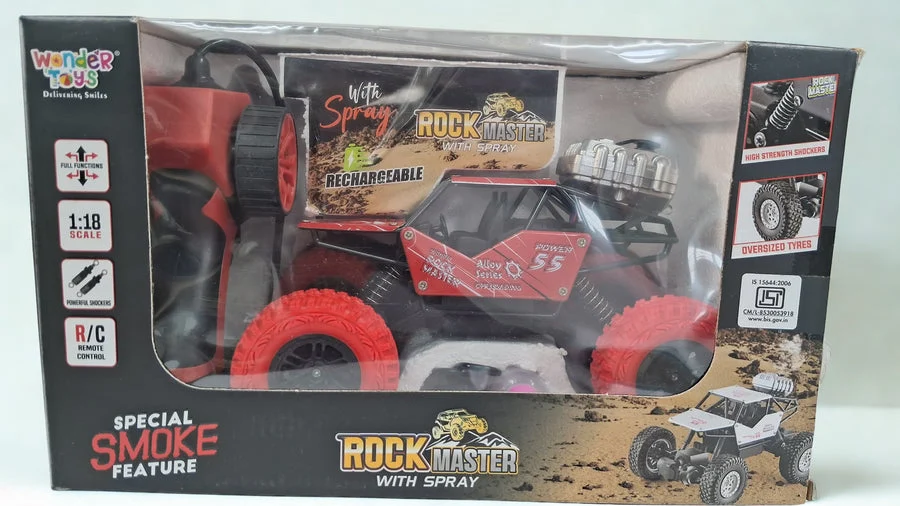 WonDer
Toys
Delivering Smiles
FULL FUNCTIONS
1:18
SCALE
POWERFUL SHOCKERS
R/C
REMOTE
CONTROL
SPECIAL
SMOKE
FEATURE
With
Spray
ROCK MASTER
WITH SPRAY
RECHARGEABLE
ROCK
MASTER
Alloy
Series
POWER
55
ROCK MASTER
WITH SPRAY
ROCK
MASTE
HIGH STRENGTH SHOCKERS
OVERSIZED TYRES
IS 15644:2006
ISI
CM/L-8530053918
www.bis.gov.in